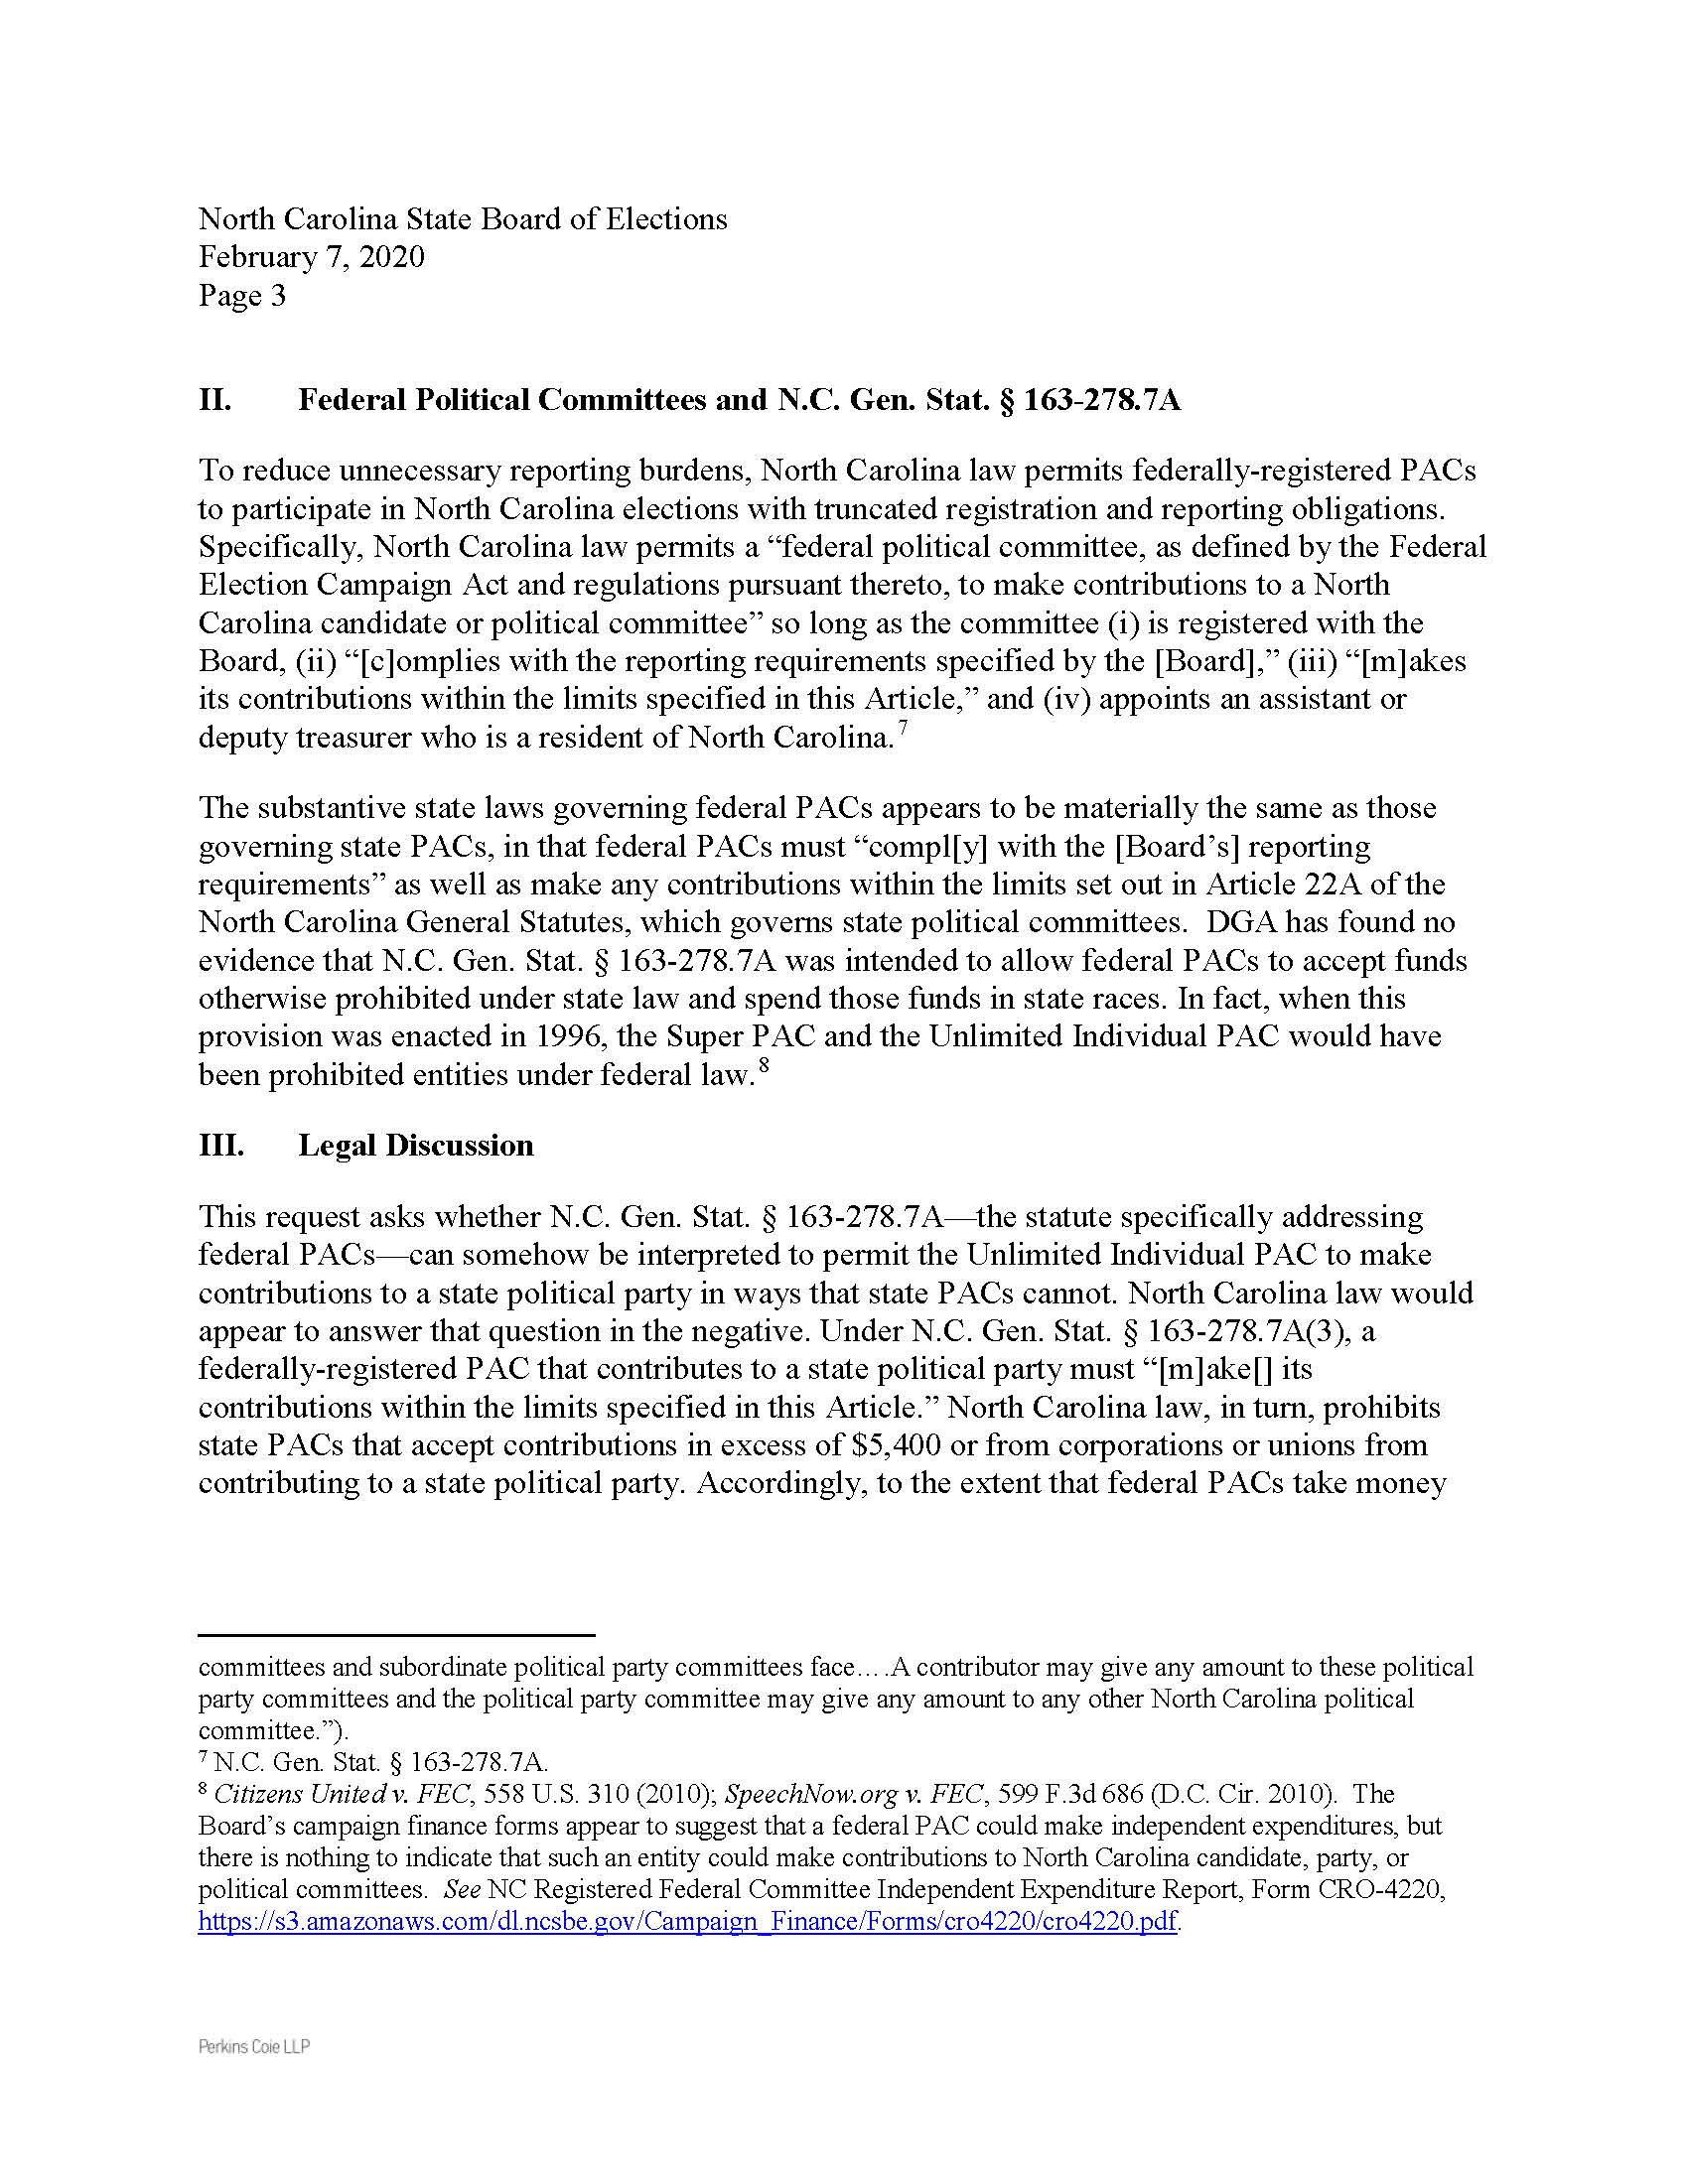 North Carolina State Board of Elections
February 7, 2020
Page 3
II. Federal Political Committees and N.C. Gen. Stat. § 163-278.7A
To reduce unnecessary reporting burdens, North Carolina law permits federally-registered PACs
to participate in North Carolina elections with truncated registration and reporting obligations.
Specifically, North Carolina law permits a “federal political committee, as defined by the Federal
Election Campaign Act and regulations pursuant thereto, to make contributions to a North
Carolina candidate or political committee” so long as the committee (i) is registered with the
Board, (ii) “[c]omplies with the reporting requirements specified by the [Board],” (iii) “[m]akes
its contributions within the limits specified in this Article,” and (iv) appoints an assistant or
deputy treasurer who is a resident of North Carolina.7
The substantive state laws governing federal PACs appears to be materially the same as those
governing state PACs, in that federal PACs must “compl[y] with the [Board’s] reporting
requirements” as well as make any contributions within the limits set out in Article 22A of the
North Carolina General Statutes, which governs state political committees. DGA has found no
evidence that N.C. Gen. Stat. § 163-278.7A was intended to allow federal PACs to accept funds
otherwise prohibited under state law and spend those funds in state races. In fact, when this
provision was enacted in 1996, the Super PAC and the Unlimited Individual PAC would have
been prohibited entities under federal law.8
III. Legal Discussion
This request asks whether N.C. Gen. Stat. § 163-278.7A—the statute specifically addressing
federal PACs—can somehow be interpreted to permit the Unlimited Individual PAC to make
contributions to a state political party in ways that state PACs cannot. North Carolina law would
appear to answer that question in the negative. Under N.C. Gen. Stat. § 163-278.7A(3), a
federally-registered PAC that contributes to a state political party must “[m]ake[] its
contributions within the limits specified in this Article.” North Carolina law, in turn, prohibits
state PACs that accept contributions in excess of $5,400 or from corporations or unions from
contributing to a state political party. Accordingly, to the extent that federal PACs take money
committees and subordinate political party committees face….A contributor may give any amount to these political
party committees and the political party committee may give any amount to any other North Carolina political
committee.”).
7 N.C. Gen. Stat. § 163-278.7A.
8 Citizens United v. FEC, 558 U.S. 310 (2010); SpeechNow.org v. FEC, 599 F.3d 686 (D.C. Cir. 2010). The
Board’s campaign finance forms appear to suggest that a federal PAC could make independent expenditures, but
there is nothing to indicate that such an entity could make contributions to North Carolina candidate, party, or
political committees. See NC Registered Federal Committee Independent Expenditure Report, Form CRO-4220,
https://s3.amazonaws.com/dl.ncsbe.gov/Campaign_Finance/Forms/cro4220/cro4220.pdf.
Perkins Coie LLP